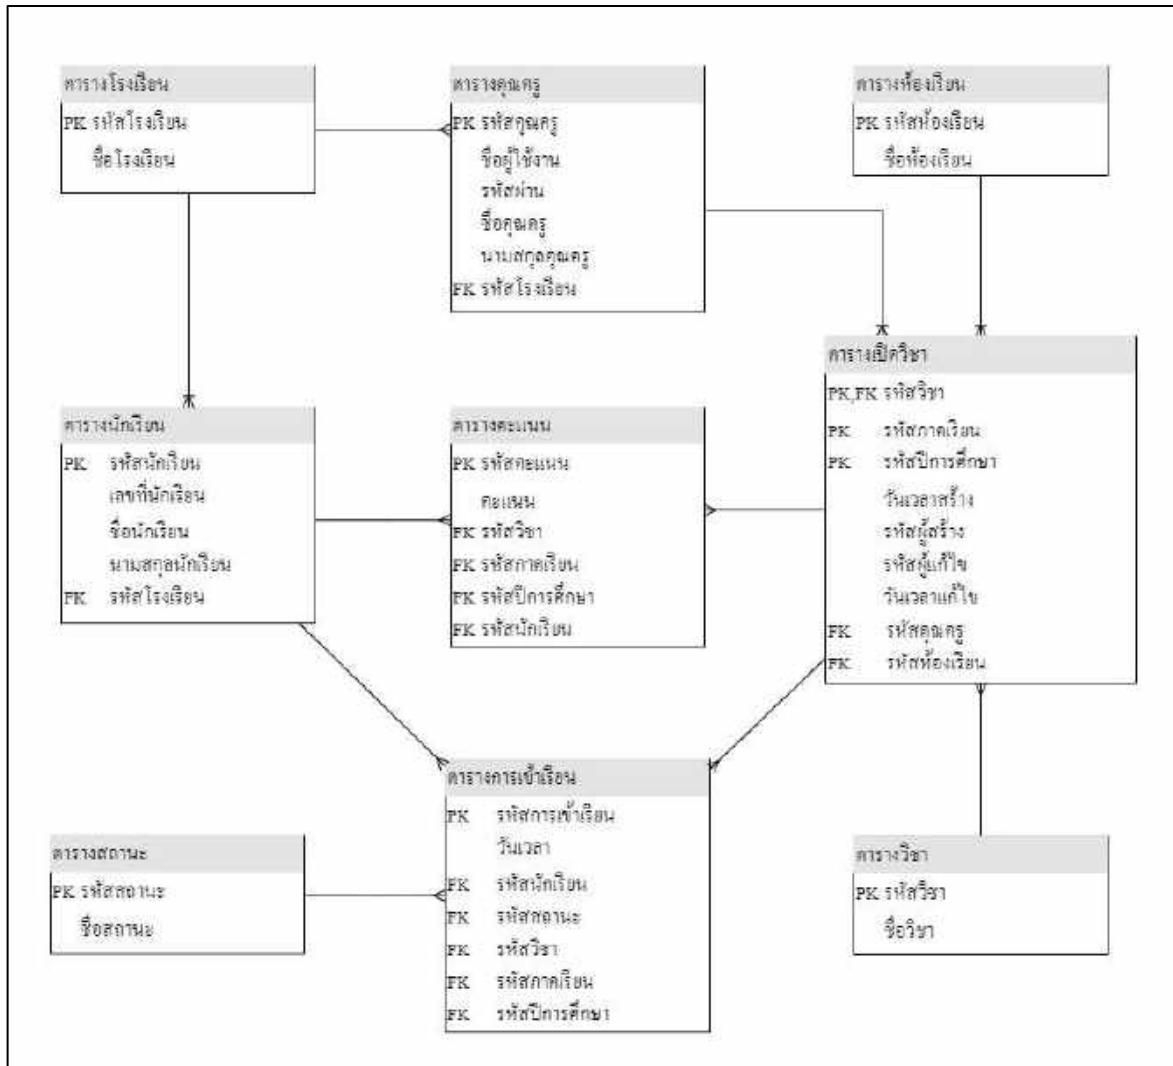 ตารางโรงเรียน
PK รหัสโรงเรียน
ชื่อโรงเรียน
ตารางคุณครู
PK รหัสคุณครู
ชื่อผู้ใช้งาน
รหัสผ่าน
ชื่อคุณครู
นามสกุลคุณครู
FK รหัสโรงเรียน
ตารางห้องเรียน
PK รหัสห้องเรียน
ชื่อห้องเรียน
ตารางเปิดวิชา
PK,FK รหัสวิชา
PK รหัสภาคเรียน
PK รหัสปีการศึกษา
วันเวลาสร้าง
รหัสผู้สร้าง
รหัสผู้แก้ไข
วันเวลาแก้ไข
FK รหัสคุณครู
FK รหัสห้องเรียน
ตารางนักเรียน
PK รหัสนักเรียน
เลขที่นักเรียน
ชื่อนักเรียน
นามสกุลนักเรียน
FK รหัสโรงเรียน
ตารางคะแนน
PK รหัสคะแนน
คะแนน
FK รหัสวิชา
FK รหัสภาคเรียน
FK รหัสปีการศึกษา
FK รหัสนักเรียน
ตารางการเข้าเรียน
PK รหัสการเข้าเรียน
วันเวลา
FK รหัสนักเรียน
FK รหัสสถานะ
FK รหัสวิชา
FK รหัสภาคเรียน
FK รหัสปีการศึกษา
ตารางสถานะ
PK รหัสสถานะ
ชื่อสถานะ
ตารางวิชา
PK รหัสวิชา
ชื่อวิชา